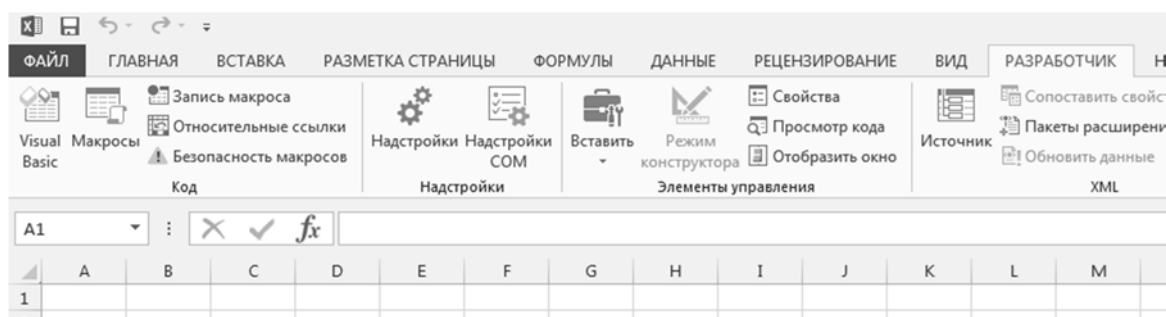 ФАЙЛ ГЛАВНАЯ ВСТАВКА РАЗМЕТКА СТРАНИЦЫ ФОРМУЛЫ ДАННЫЕ РЕЦЕНЗИРОВАНИЕ ВИД РАЗРАБОТЧИК Н
Visual Basic
Макросы
Запись макроса
Относительные ссылки
Безопасность макросов
Код
Надстройки
Надстройки COM
Надстройки
Вставить
Режим конструктора
Свойства
Просмотр кода
Отобразить окно
Элементы управления
Источник
Сопоставить свойст
Пакеты расширени
Обновить данные
XML
A1 fx
A B C D E F G H I J K L M
1